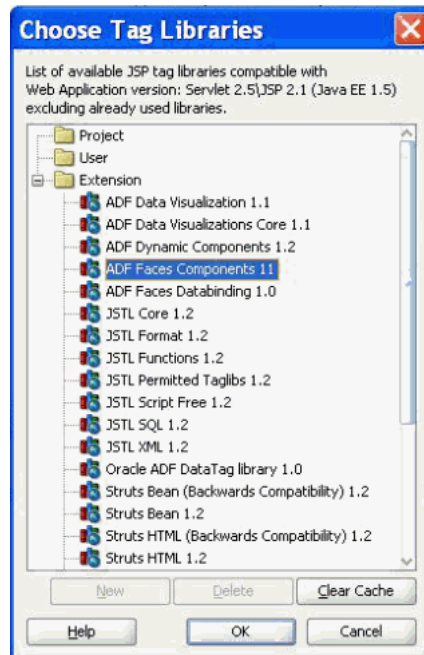 Choose Tag Libraries
List of available JSP tag libraries compatible with
Web Application version: Servlet 2.5\JSP 2.1 (Java EE 1.5)
excluding already used libraries.
Project
User
Extension
ADF Data Visualization 1.1
ADF Data Visualizations Core 1.1
ADF Dynamic Components 1.2
ADF Faces Components 11
ADF Faces Databinding 1.0
JSTL Core 1.2
JSTL Format 1.2
JSTL Functions 1.2
JSTL Permitted Taglibs 1.2
JSTL Script Free 1.2
JSTL SQL 1.2
JSTL XML 1.2
Oracle ADF DataTag library 1.0
Struts Bean (Backwards Compatibility) 1.2
Struts Bean 1.2
Struts HTML (Backwards Compatibility) 1.2
Struts HTML 1.2
New Delete Clear Cache
Help OK Cancel